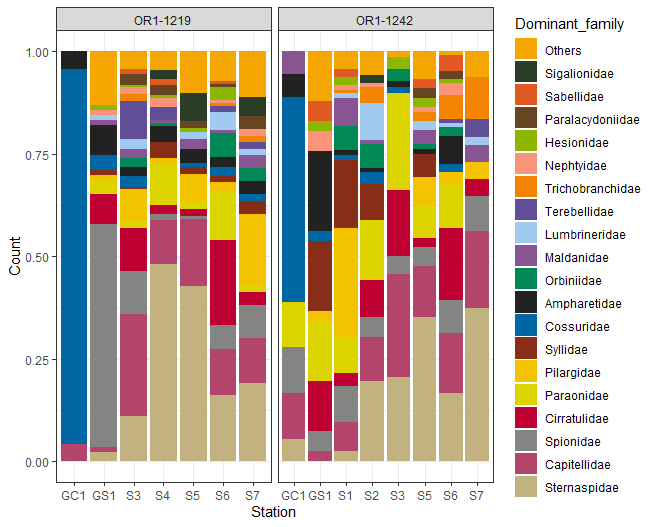 OR1-1219 OR1-1242
1.00
0.75
0.50
0.25
0.00
Count
GC1 GS1 S3 S4 S5 S6 S7 GC1 GS1 S1 S2 S3 S5 S6 S7
Station
Dominant_family
Others
Sigalionidae
Sabellidae
Paralacydoniidae
Hesionidae
Nephtyidae
Trichobranchidae
Terebellidae
Lumbrineridae
Maldanidae
Orbiniidae
Ampharetidae
Cossuridae
Syllidae
Pilargidae
Paraonidae
Cirratulidae
Spionidae
Capitellidae
Sternaspidae